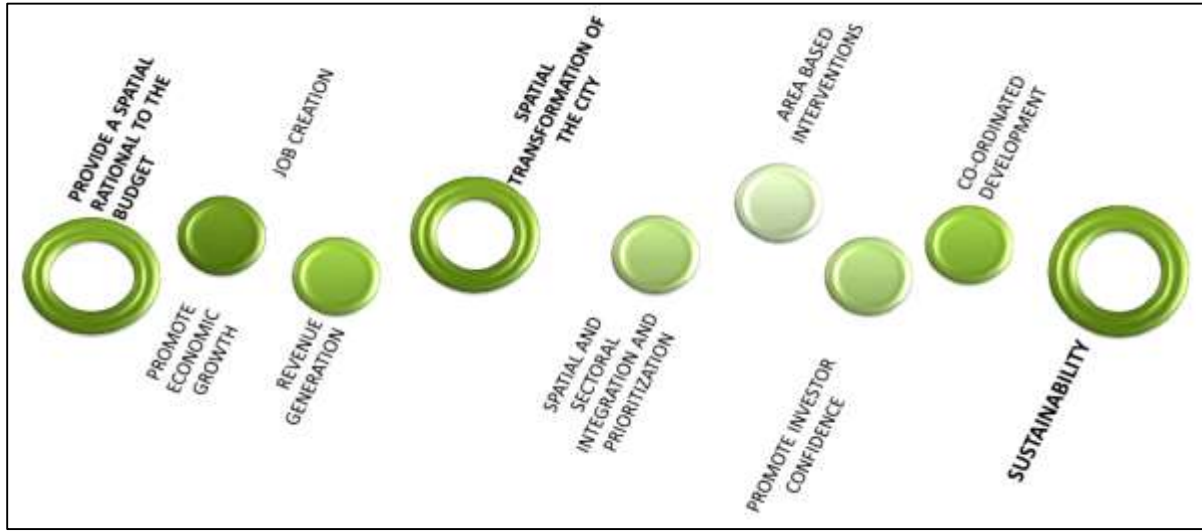 PROVIDE A SPATIAL
RATIONAL TO THE
BUDGET
PROMOTE
ECONOMIC
GROWTH
JOB CREATION
REVENUE
GENERATION
SPATIAL
TRANSFORMATION OF
THE CITY
SPATIAL AND
SECTORAL
INTEGRATION AND
PRIORITIZATION
AREA BASED
INTERVENTIONS
PROMOTE INVESTOR
CONFIDENCE
CO-ORDINATED
DEVELOPMENT
SUSTAINABILITY